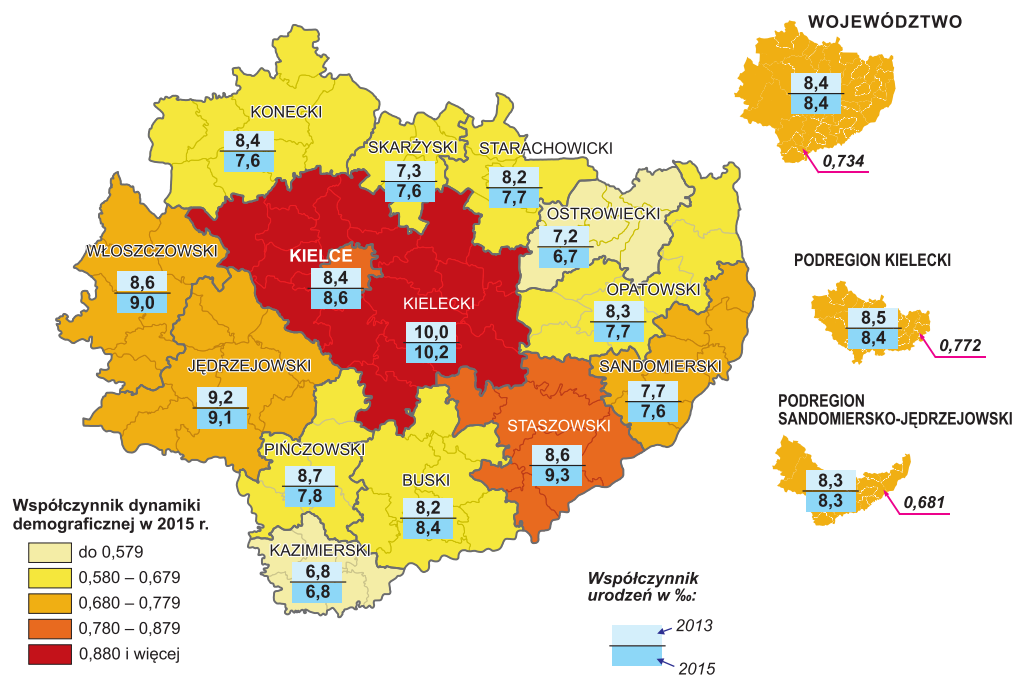 WOJEWÓDZTWO
8,4
8,4
0,734
KONECKI
8,4
7,6
SKARŻYSKI
7,3
7,6
STARACHOWICKI
8,2
7,7
OSTROWIECKI
7,2
6,7
WŁOSZCZOWSKI
8,6
9,0
KIELCE
8,4
8,6
KIELECKI
10,0
10,2
OPATOWSKI
8,3
7,7
PODREGION KIELECKI
8,5
8,4
0,772
JĘDRZEJOWSKI
9,2
9,1
SANDOMIERSKI
7,7
7,6
PODREGION
SANDOMIERSKO-JĘDRZEJOWSKI
8,3
8,3
0,681
STASZOWSKI
8,6
9,3
PIŃCZOWSKI
8,7
7,8
BUSKI
8,2
8,4
KAZIMIERSKI
6,8
6,8
Współczynnik dynamiki
demograficznej w 2015 r.
do 0,579
0,580 – 0,679
0,680 – 0,779
0,780 – 0,879
0,880 i więcej
Współczynnik
urodzeń w ‰:
2013
2015